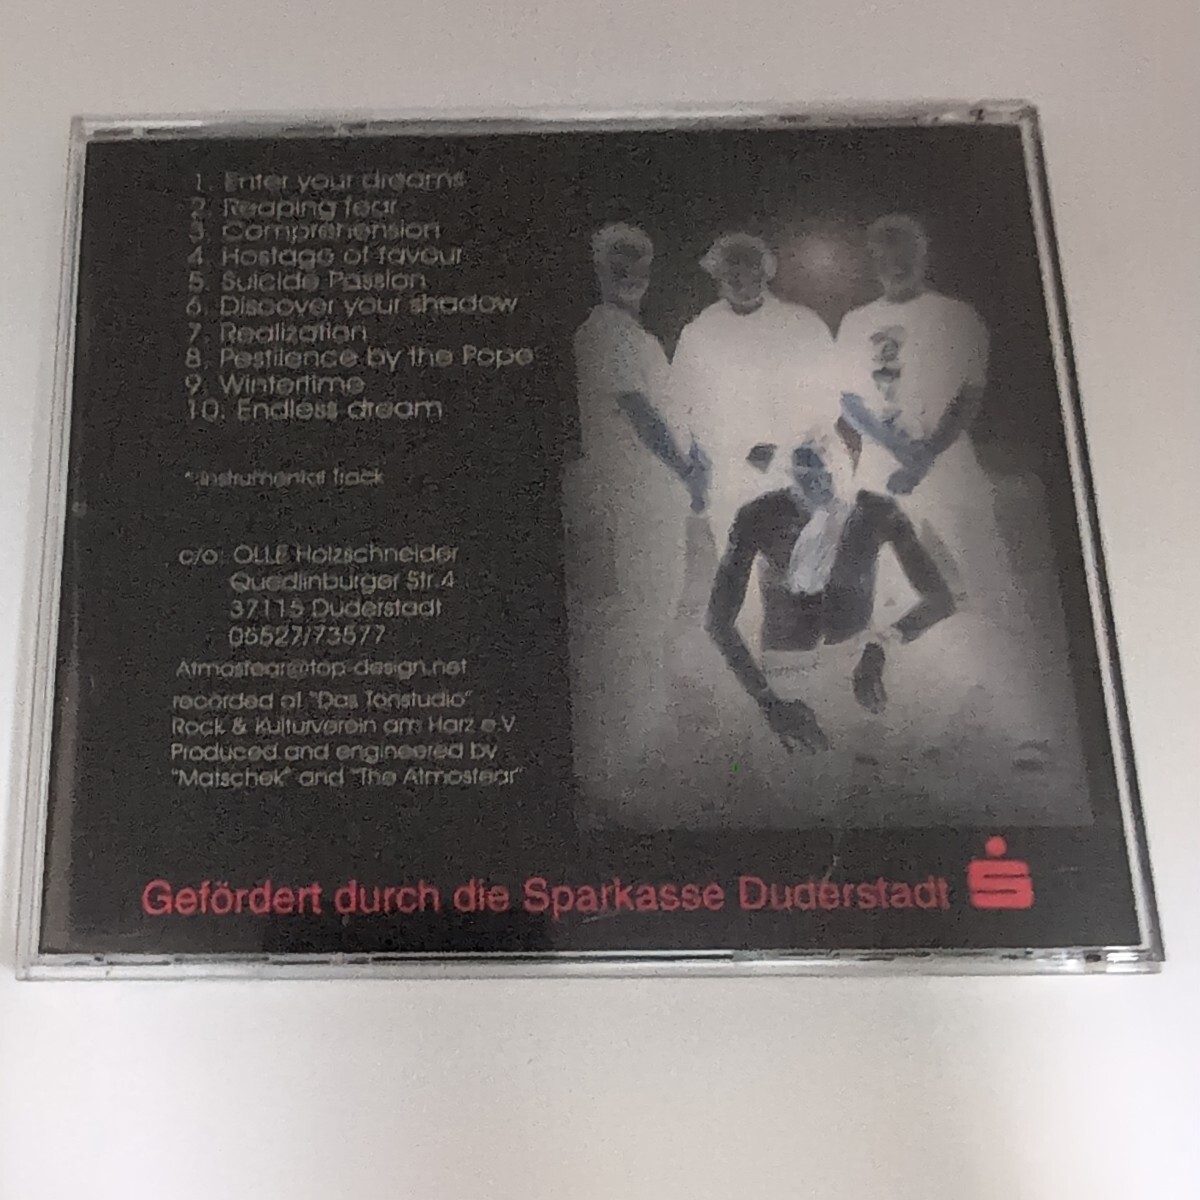 1. Enter your dreams
2. Reaping fear
3. Comprehension
4. Hostage of favour
5. Suicide Passion
6. Discover your shadow
7. Realization
8. Pestilence by the Pope
9. Wintertime
10. Endless dream
* instrumental track
c/o OLLE Holzschneider
Quedlinburger Str.4
37115 Duderstadt
05527/73577
Atmostear@top-design.net
recorded at "Das Tonstudio"
Rock & Kulturverein am Harz e.V
Produced and engineered by
"Matschek" and "The Atmostear"
Gefördert durch die Sparkasse Duderstadt